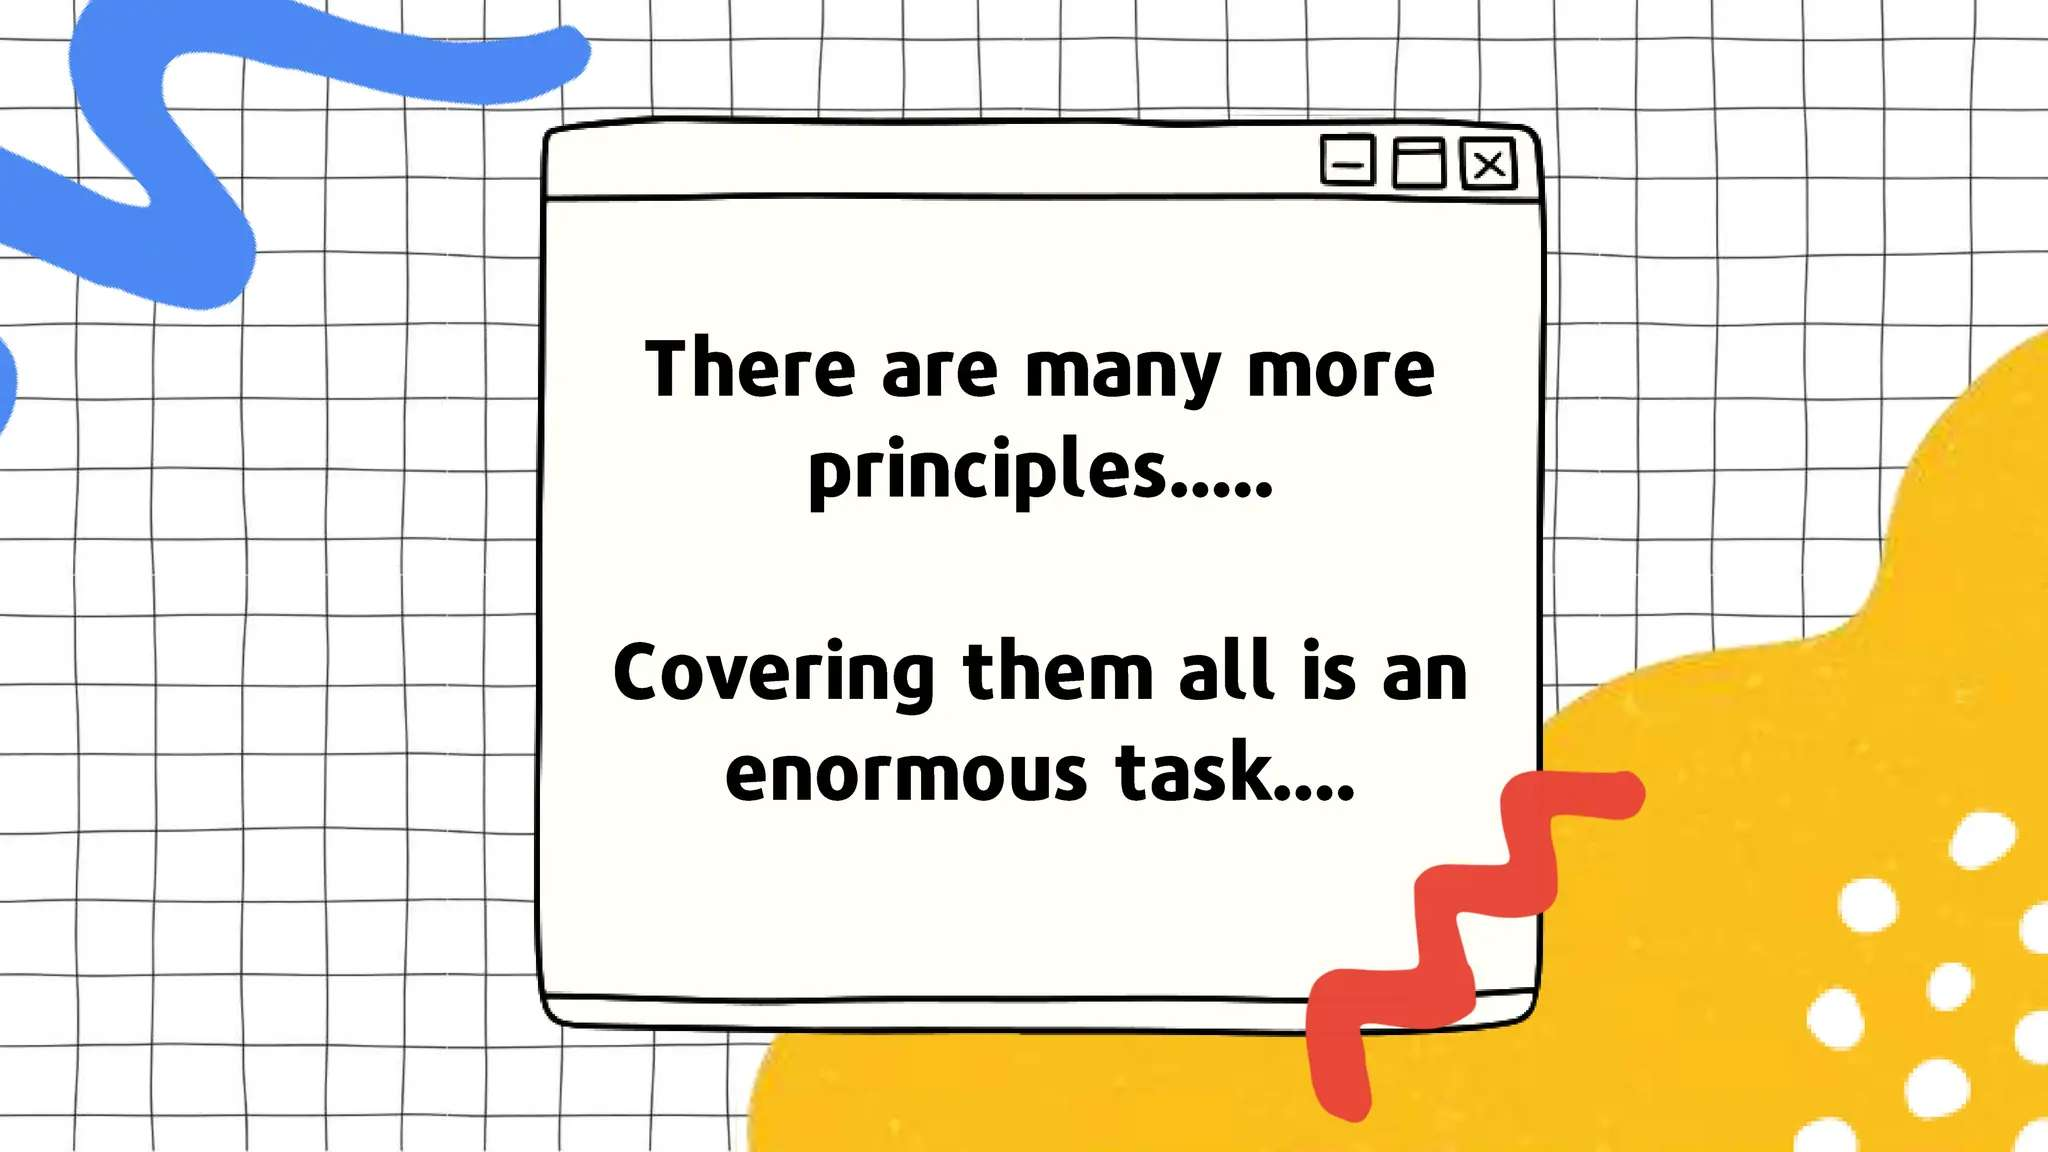 There are many more
principles.....
Covering them all is an
enormous task....